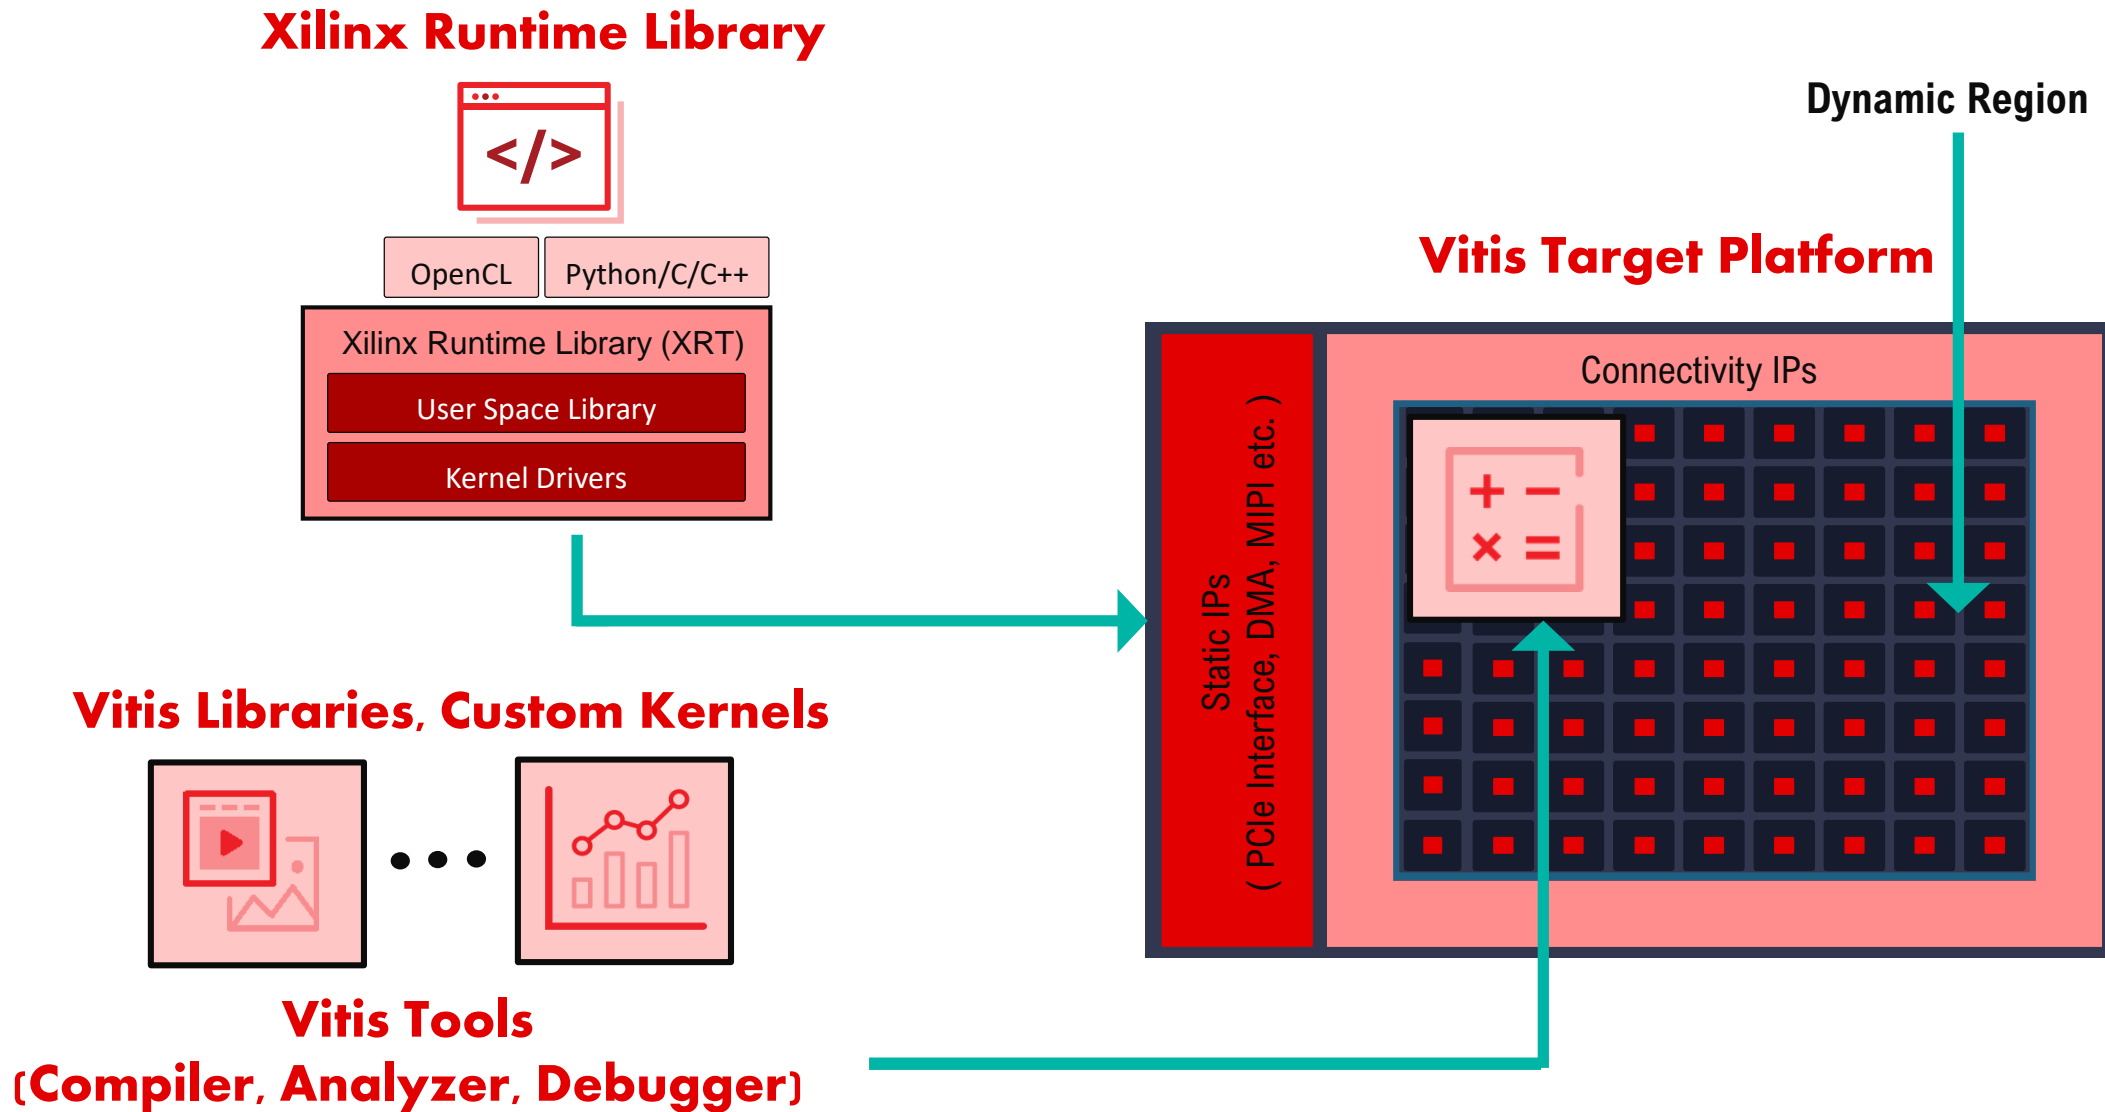 Xilinx Runtime Library
</>
OpenCL
Python/C/C++
Xilinx Runtime Library (XRT)
User Space Library
Kernel Drivers
Vitis Libraries, Custom Kernels
Vitis Tools
(Compiler, Analyzer, Debugger)
Dynamic Region
Vitis Target Platform
Connectivity IPs
Static IPs
( PCIe Interface, DMA, MIPI etc. )
+ −
× =